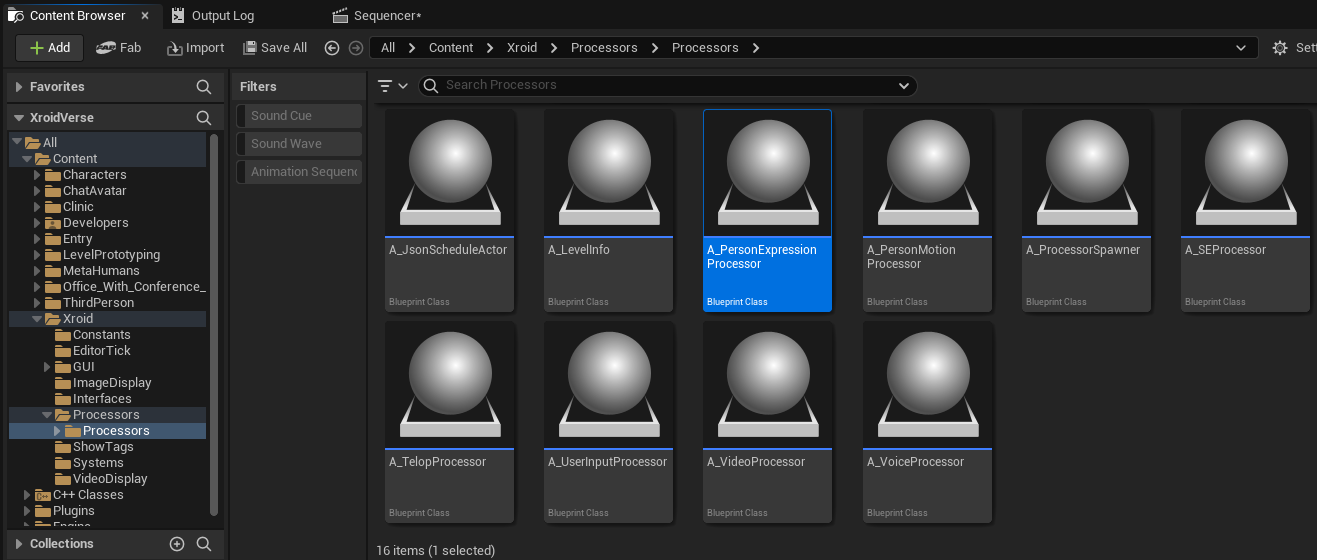 Content Browser
Output Log
Sequencer*
Add
Fab
Import
Save All
All
Content
Xroid
Processors
Processors
Favorites
Filters
Search Processors
XroidVerse
Sound Cue
Sound Wave
All
Content
Characters
ChatAvatar
Clinic
Developers
Entry
LevelPrototyping
MetaHumans
Office_With_Conference_
ThirdPerson
Xroid
Constants
EditorTick
GUI
ImageDisplay
Interfaces
Processors
Processors
ShowTags
Systems
VideoDisplay
C++ Classes
Plugins
Collections
A_JsonScheduleActor
Blueprint Class
A_LevelInfo
Blueprint Class
A_PersonExpression
Processor
Blueprint Class
A_PersonMotion
Processor
Blueprint Class
A_ProcessorSpawner
Blueprint Class
A_SEProcessor
Blueprint Class
A_TelopProcessor
Blueprint Class
A_UserInputProcessor
Blueprint Class
A_VideoProcessor
Blueprint Class
A_VoiceProcessor
Blueprint Class
16 items (1 selected)